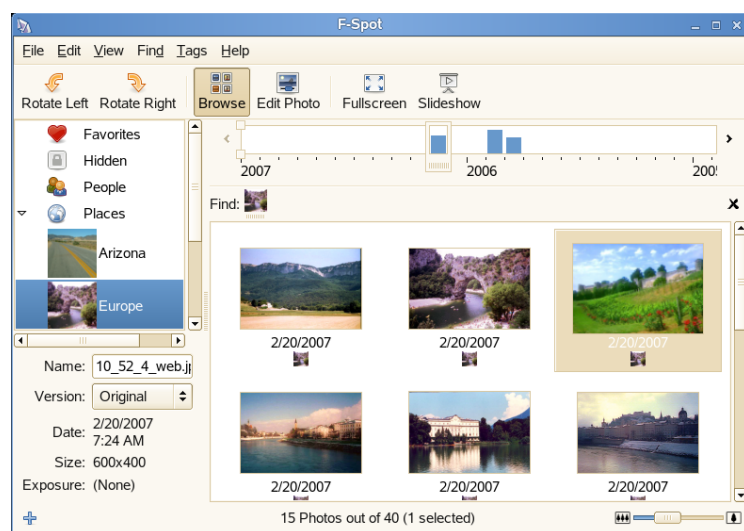 F-Spot
File Edit View Find Tags Help
Rotate Left Rotate Right Browse Edit Photo Fullscreen Slideshow
Favorites
Hidden
People
Places
Arizona
Europe
2007 2006 200
Find:
2/20/2007 2/20/2007 2/20/2007
Name: 10_52_4_web.j
Version: Original
Date: 2/20/2007
7:24 AM
Size: 600x400
Exposure: (None)
2/20/2007 2/20/2007 2/20/2007
15 Photos out of 40 (1 selected)